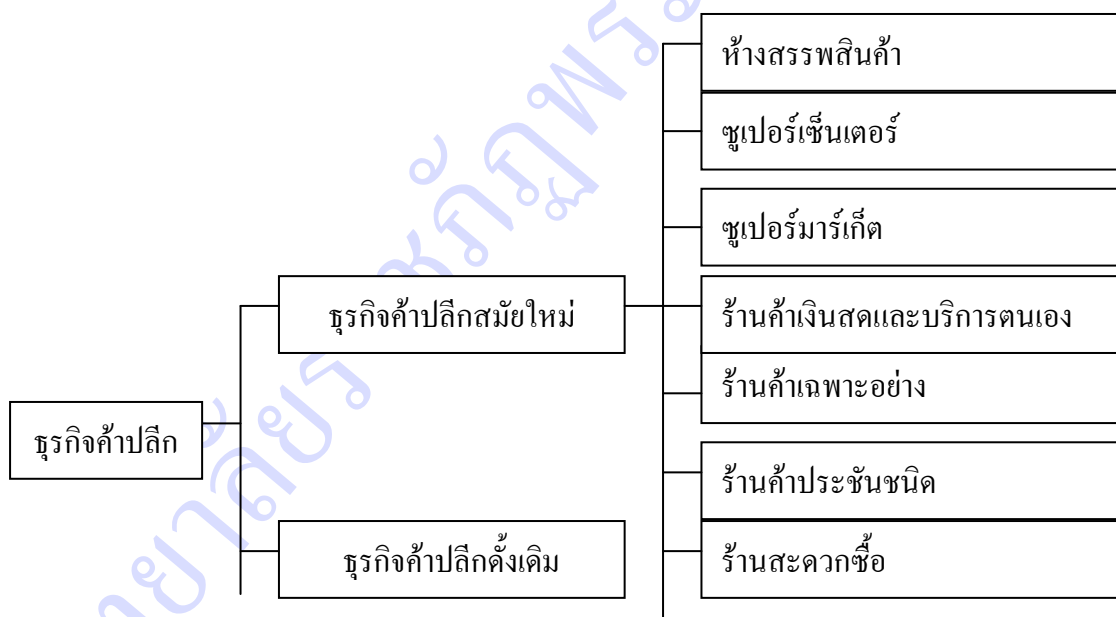 ห้างสรรพสินค้า
ซูเปอร์เซ็นเตอร์
ซูเปอร์มาร์เก็ต
ธุรกิจค้าปลีกสมัยใหม่
ร้านค้าเงินสดและบริการตนเอง
ร้านค้าเฉพาะอย่าง
ธุรกิจค้าปลีก
ร้านค้าประชันชนิด
ธุรกิจค้าปลีกดั้งเดิม
ร้านสะดวกซื้อ